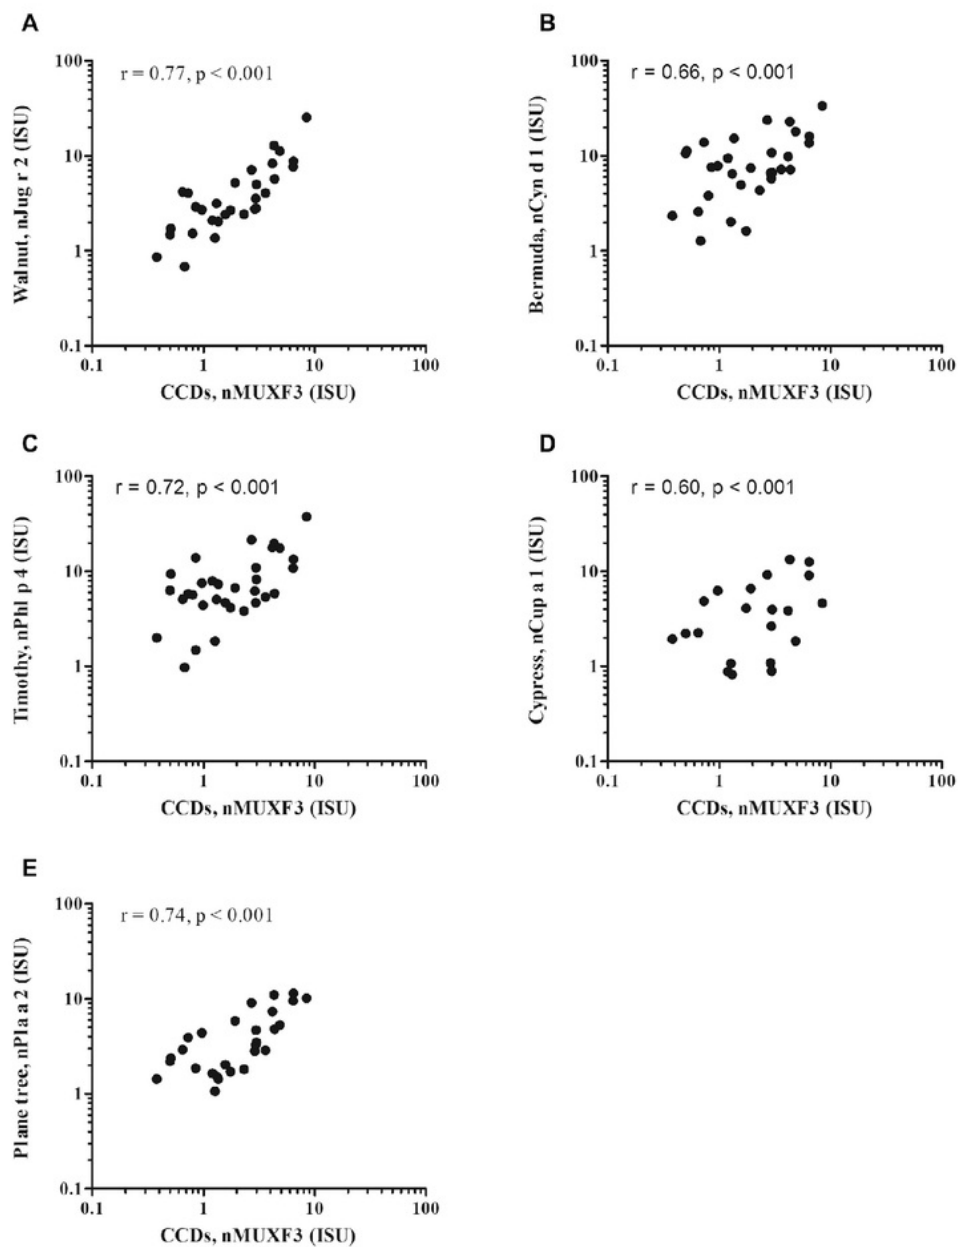 A
r = 0.77, p < 0.001
Walnut, nJug r 2 (ISU)
100
10
1
0.1
0.1 1 10 100
CCDs, nMUXF3 (ISU)
B
r = 0.66, p < 0.001
Bermuda, nCyn d 1 (ISU)
100
10
1
0.1
0.1 1 10 100
CCDs, nMUXF3 (ISU)
C
r = 0.72, p < 0.001
Timothy, nPhl p 4 (ISU)
100
10
1
0.1
0.1 1 10 100
CCDs, nMUXF3 (ISU)
D
r = 0.60, p < 0.001
Cypress, nCup a 1 (ISU)
100
10
1
0.1
0.1 1 10 100
CCDs, nMUXF3 (ISU)
E
r = 0.74, p < 0.001
Plane tree, nPla a 2 (ISU)
100
10
1
0.1
0.1 1 10 100
CCDs, nMUXF3 (ISU)